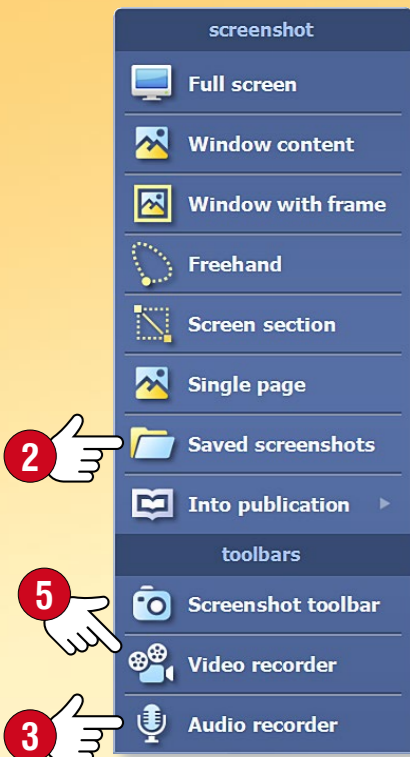 screenshot
Full screen
Window content
Window with frame
Freehand
Screen section
Single page
2 Saved screenshots
Into publication
toolbars
5 Screenshot toolbar
Video recorder
3 Audio recorder